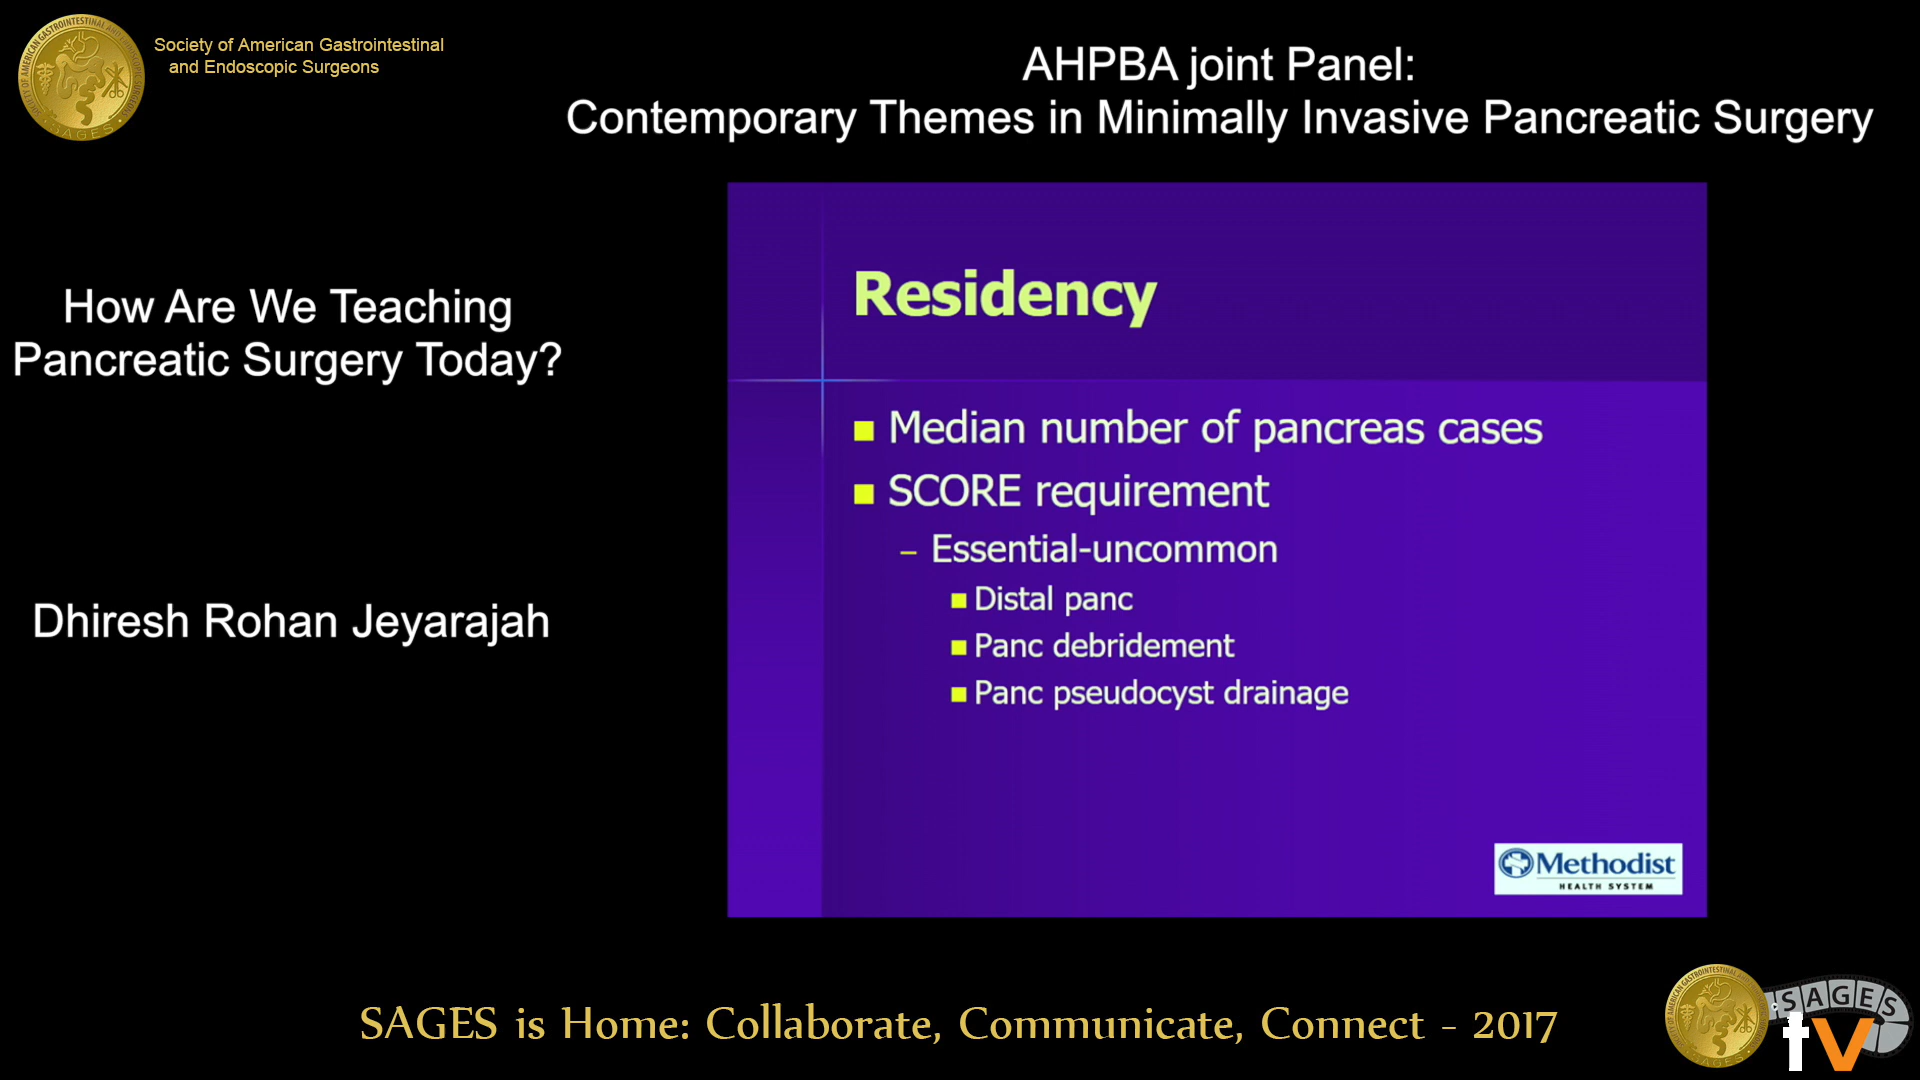 Society of American Gastrointestinal
and Endoscopic Surgeons
AHPBA joint Panel:
Contemporary Themes in Minimally Invasive Pancreatic Surgery
How Are We Teaching
Pancreatic Surgery Today?
Dhiresh Rohan Jeyarajah
Residency
Median number of pancreas cases
SCORE requirement
– Essential-uncommon
Distal panc
Panc debridement
Panc pseudocyst drainage
Methodist
HEALTH SYSTEM
SAGES is Home: Collaborate, Communicate, Connect - 2017
SAGES
tv